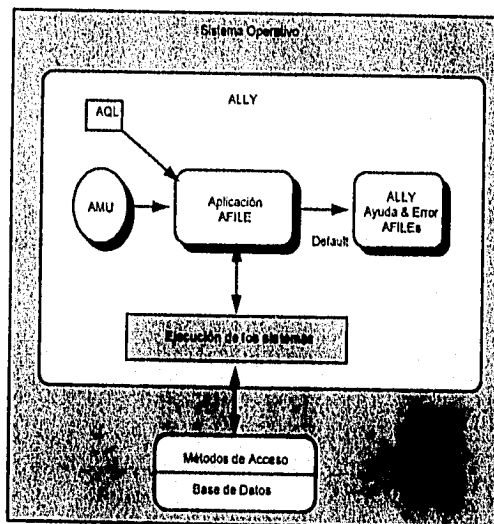 Sistema Operativo
ALLY
AQL
AMU
Aplicación
AFILE
ALLY
Ayuda & Error
AFILEs
Default
Ejecución de los sistemas
Métodos de Acceso
Base de Datos